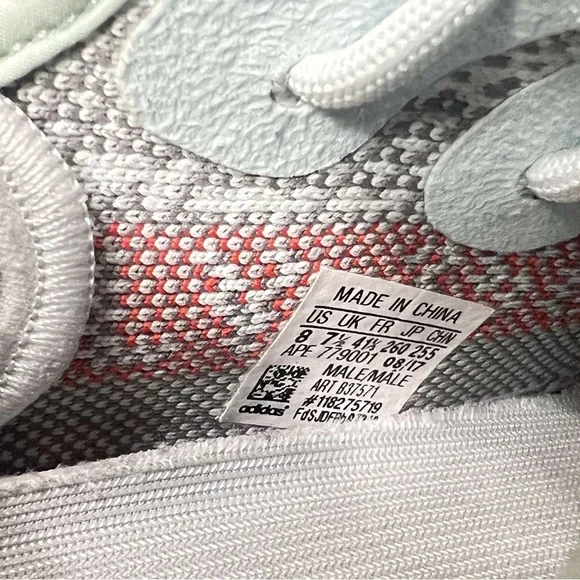 MADE IN CHINA
US UK FR JP CHN
8 7½ 41⅓ 260 255
APE 779001 08/17
MALE/MALE
ART B37571
#118275719
adidas